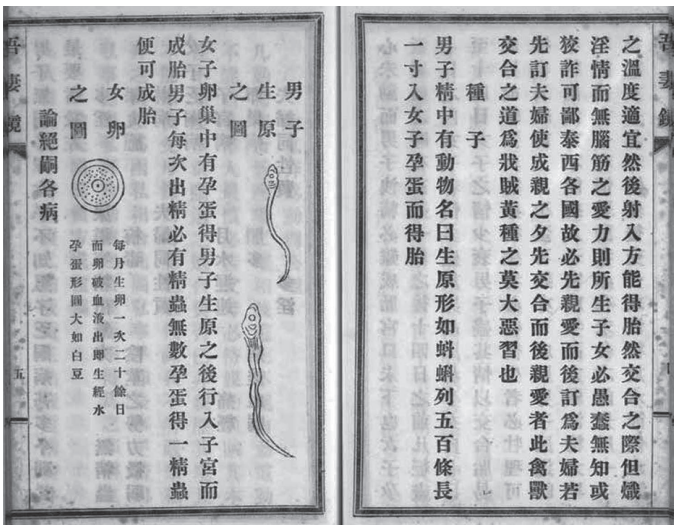 吾妻鏡
四
之溫度適宜然後射入方能得胎然交合之際但熾
淫情而無腦筋之愛力則所生子女必愚蠢無知或
狡詐可鄙泰西各國故必先親愛而後訂爲夫婦若
先訂夫婦使成親之夕先交合而後親愛者此禽獸
交合之道爲戕賊黃種之莫大惡習也
種子
男子精中有動物名曰生原形如蝌蚪列五百條長
一寸入女子孕蛋而得胎
男子
生原
之圖
女子卵巢中有孕蛋得男子生原之後行入子宮而
成胎男子每次出精必有精蟲無數孕蛋得一精蟲
便可成胎
女卵
之圖
每月生卵一次二十餘日
而卵破血液出即生經水
孕蛋形圓大如白豆
論絕嗣各病
吾妻鏡
五